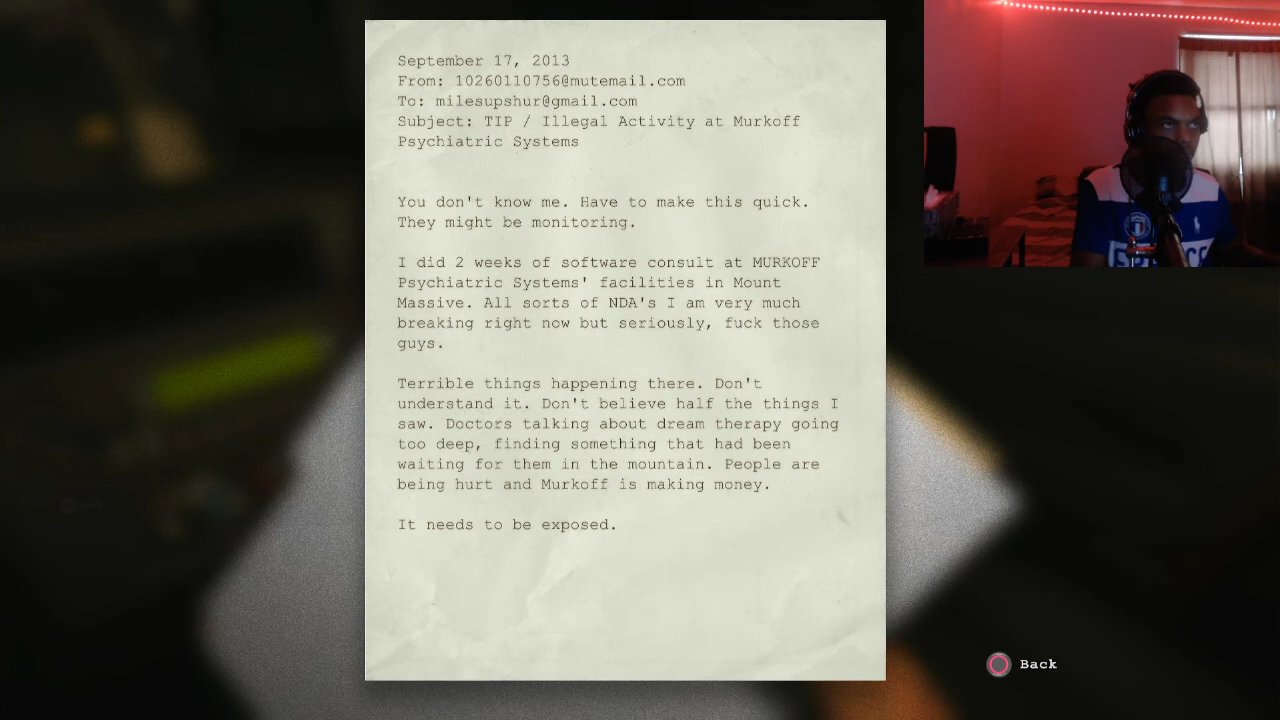 September 17, 2013
From: 10260110756@mutemail.com
To: milesupshur@gmail.com
Subject: TIP / Illegal Activity at Murkoff
Psychiatric Systems
You don't know me. Have to make this quick.
They might be monitoring.
I did 2 weeks of software consult at MURKOFF
Psychiatric Systems' facilities in Mount
Massive. All sorts of NDA's I am very much
breaking right now but seriously, fuck those
guys.
Terrible things happening there. Don't
understand it. Don't believe half the things I
saw. Doctors talking about dream therapy going
too deep, finding something that had been
waiting for them in the mountain. People are
being hurt and Murkoff is making money.
It needs to be exposed.
Back